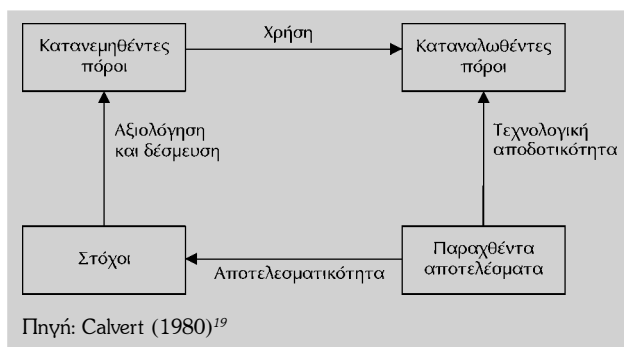 Κατανεμηθέντες
πόροι
Χρήση
Καταναλωθέντες
πόροι
Αξιολόγηση
και δέσμευση
Τεχνολογική
αποδοτικότητα
Στόχοι
Αποτελεσματικότητα
Παραχθέντα
αποτελέσματα
Πηγή: Calvert (1980)¹⁹